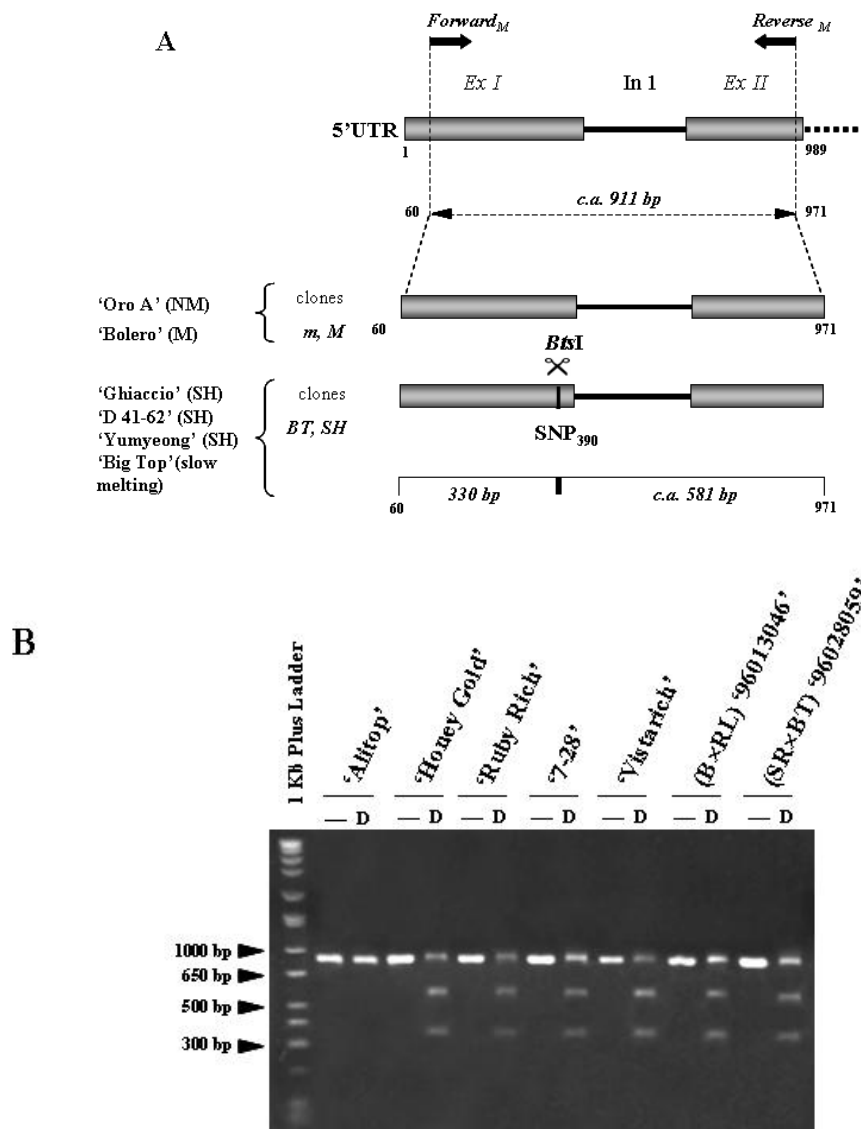 A
Forward M
Reverse M
Ex I
In 1
Ex II
5’UTR
1
989
60
c.a. 911 bp
971
‘Oro A’ (NM)
‘Bolero’ (M)
clones
m, M
60
971
BtsI
‘Ghiaccio’ (SH)
‘D 41-62’ (SH)
‘Yumyeong’ (SH)
‘Big Top’ (slow
melting)
clones
BT, SH
SNP390
330 bp
c.a. 581 bp
60
971
B
1 Kb Plus Ladder
‘Alitop’
‘Honey Gold’
‘Ruby Rich’
‘7-28’
‘Vistarich’
(B×RL) ‘96013046’
(SR×BT) ‘96028059’
— D — D — D — D — D — D — D
1000 bp
650 bp
500 bp
300 bp